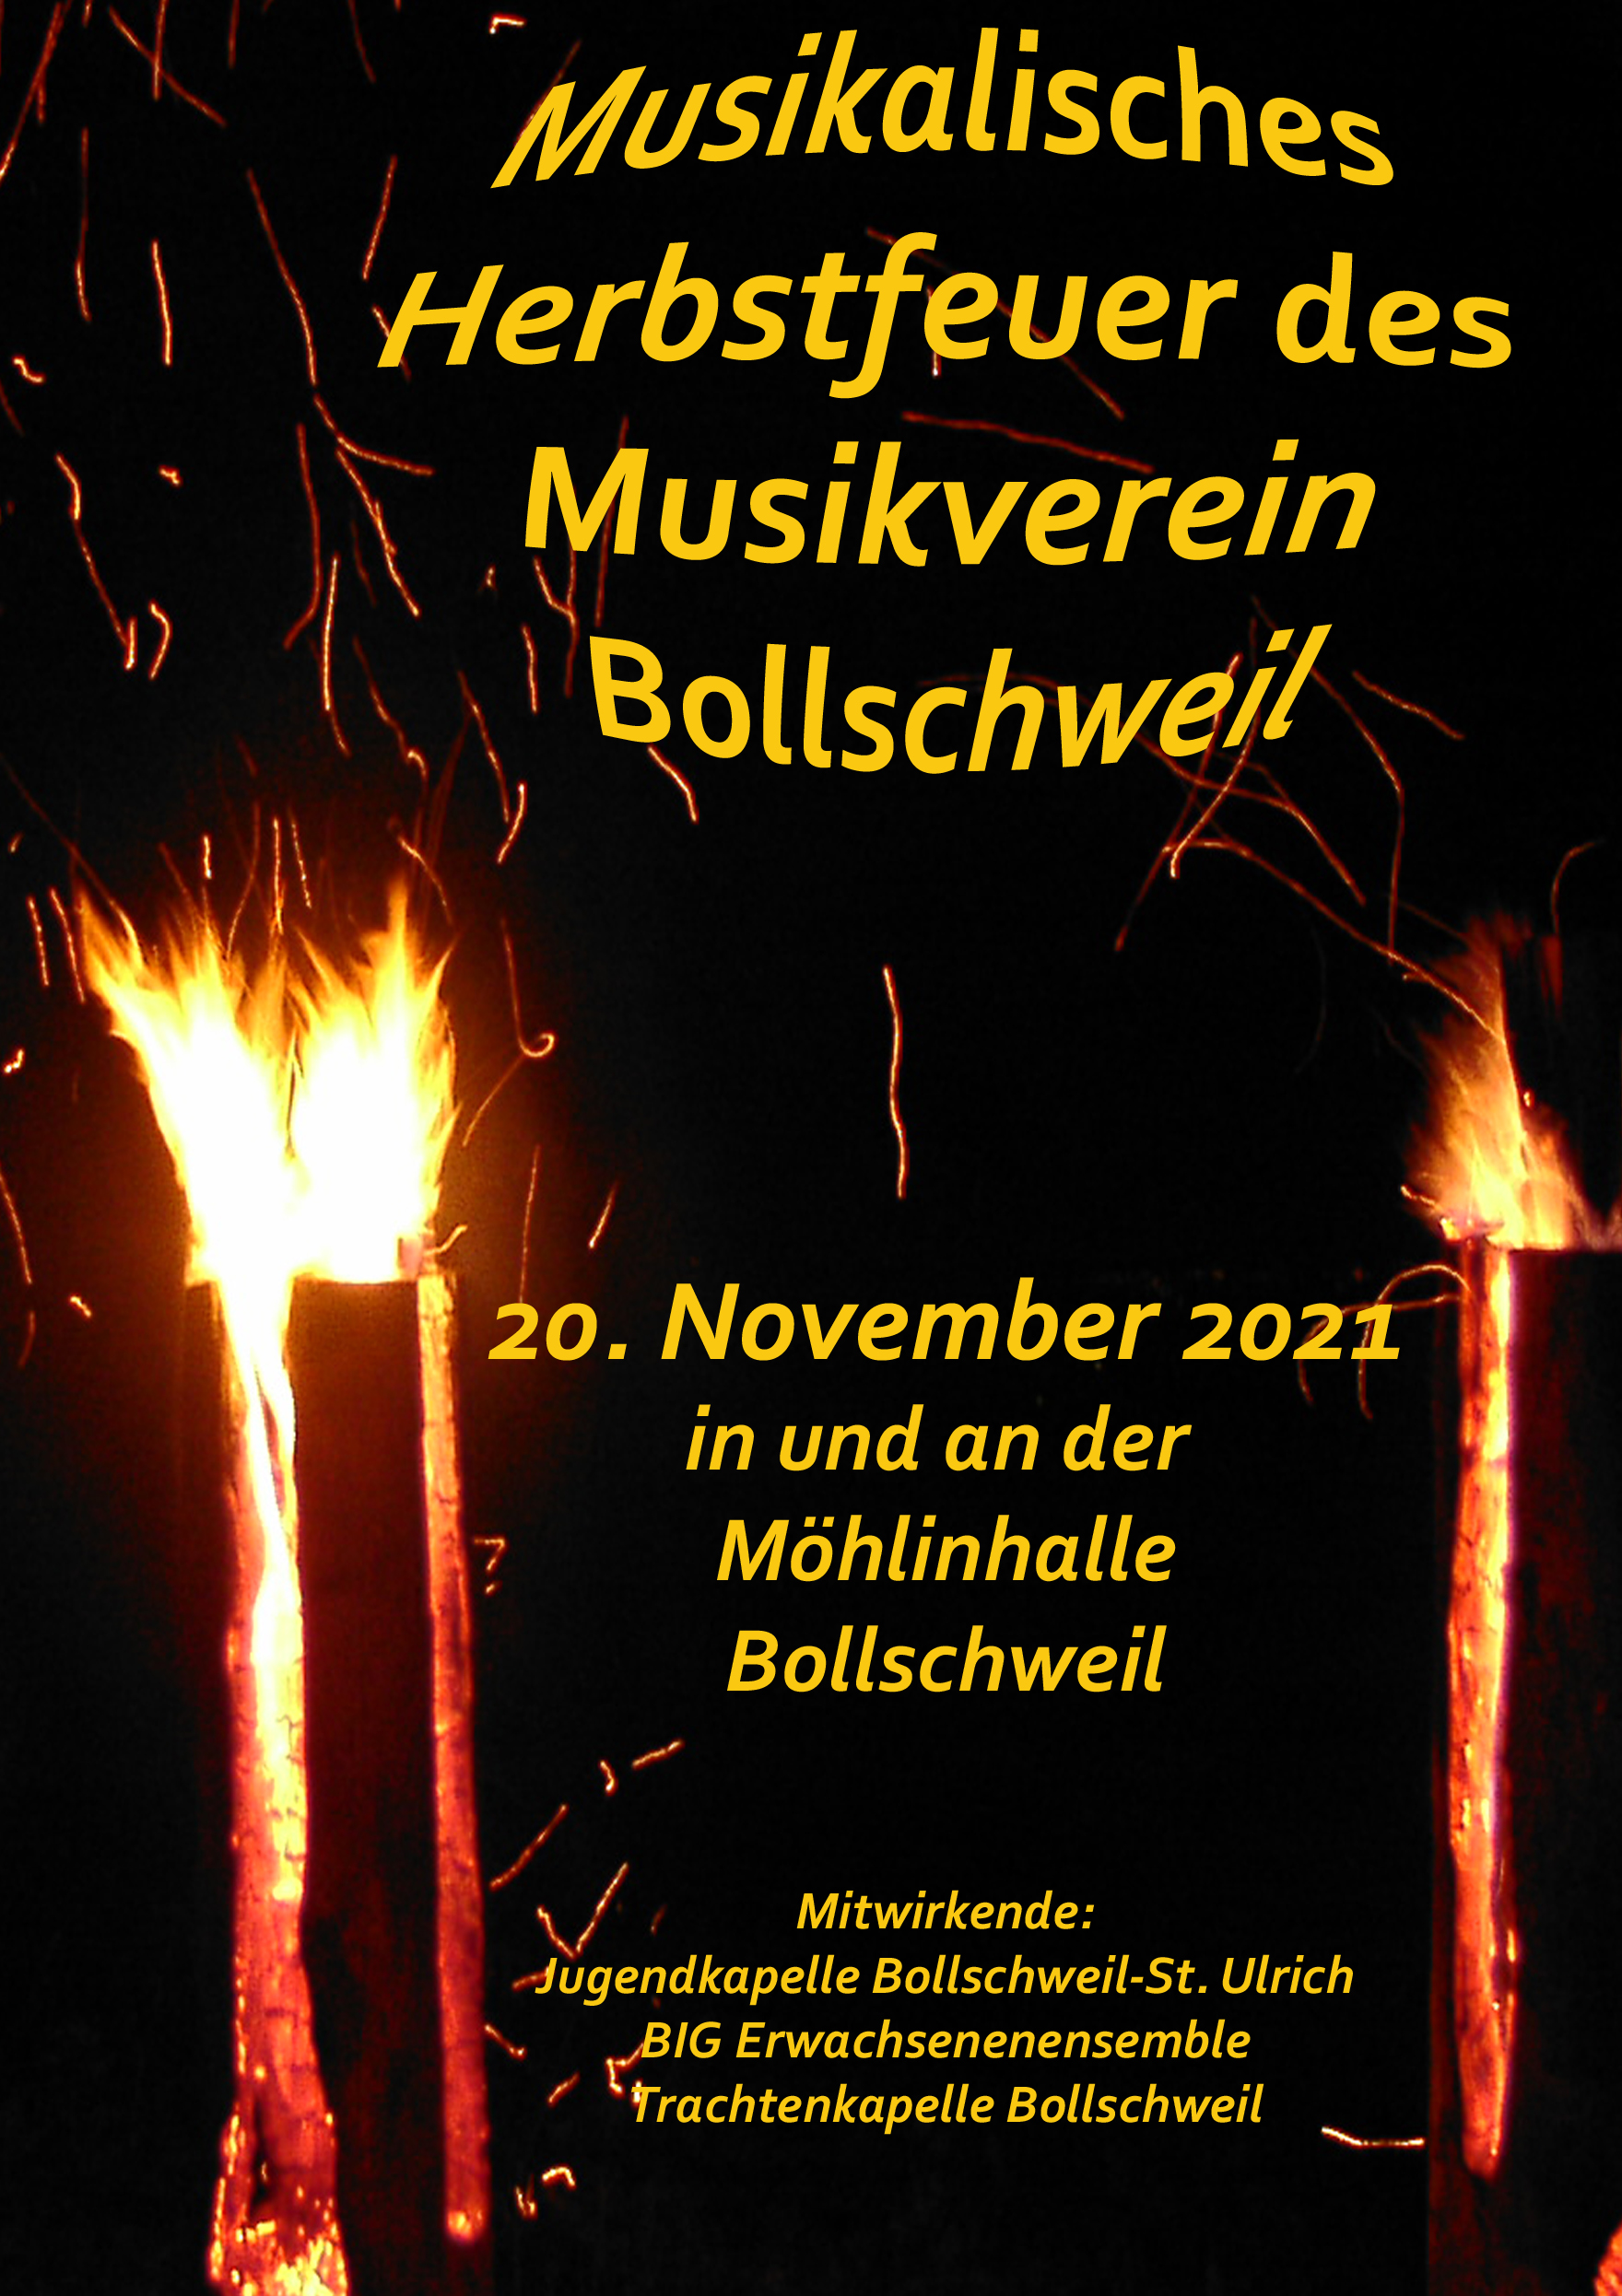 Musikalisches
Herbstfeuer des
Musikverein
Bollschweil
20. November 2021
in und an der
Möhlinhalle
Bollschweil
Mitwirkende:
Jugendkapelle Bollschweil-St. Ulrich
BIG Erwachsenenensemble
Trachtenkapelle Bollschweil